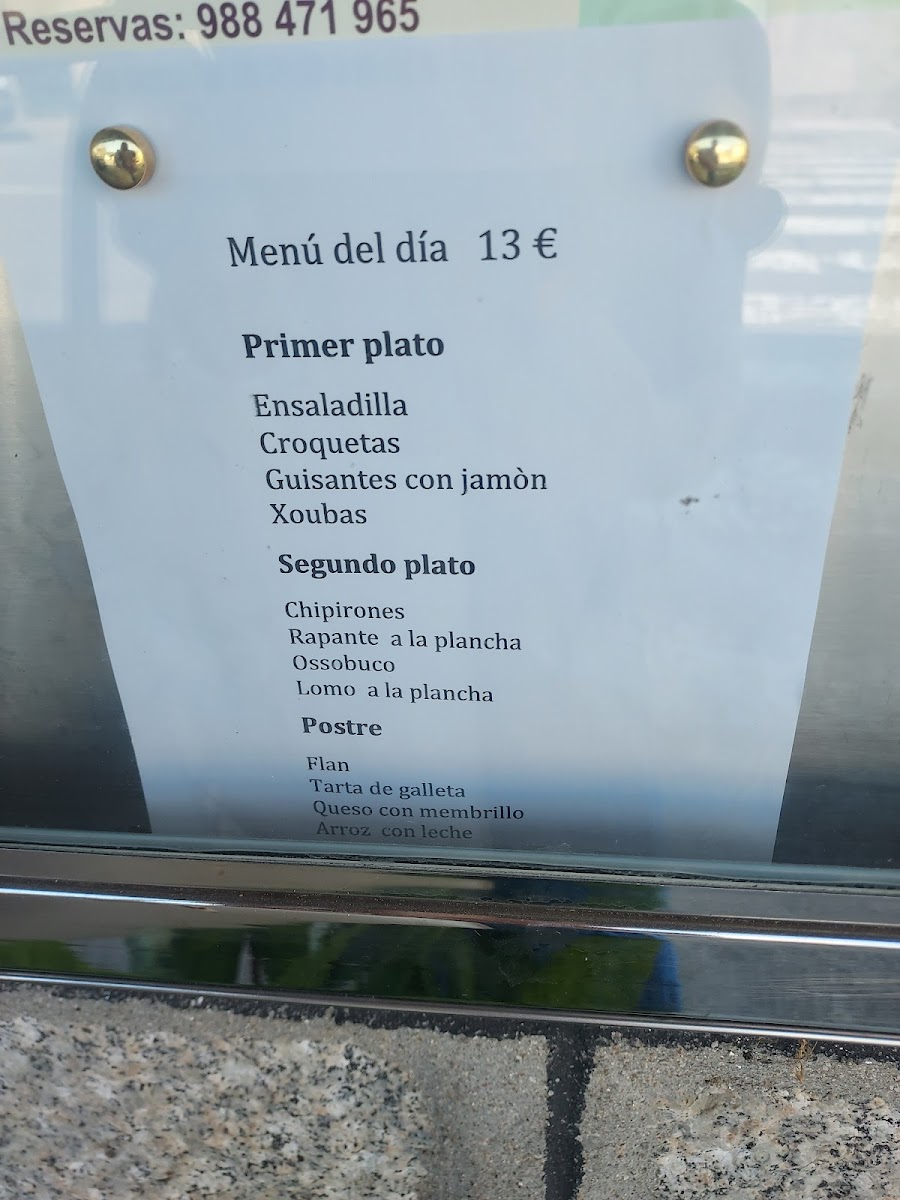 Reservas: 988 471 965
Menú del día 13 €
Primer plato
Ensaladilla
Croquetas
Guisantes con jamòn
Xoubas
Segundo plato
Chipirones
Rapante a la plancha
Ossobuco
Lomo a la plancha
Postre
Flan
Tarta de galleta
Queso con membrillo
Arroz con leche